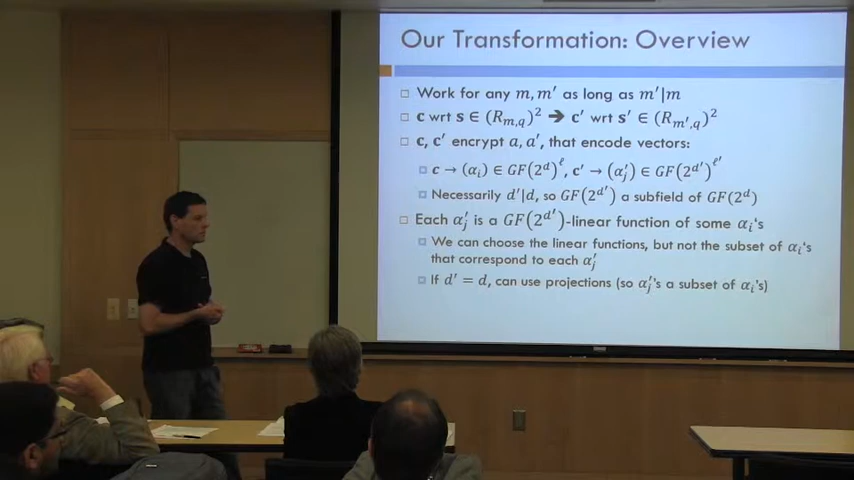 Our Transformation: Overview
Work for any m, m′ as long as m′|m
c wrt s ∈ (R_{m,q})² ➔ c′ wrt s′ ∈ (R_{m′,q})²
c, c′ encrypt a, a′, that encode vectors:
c → (α_i) ∈ GF(2^d)^ℓ, c′ → (α′_j) ∈ GF(2^{d′})^{ℓ′}
Necessarily d′|d, so GF(2^{d′}) a subfield of GF(2^d)
Each α′_j is a GF(2^{d′})-linear function of some α_i's
We can choose the linear functions, but not the subset of α_i's
that correspond to each α′_j
If d′ = d, can use projections (so α′_j's a subset of α_i's)